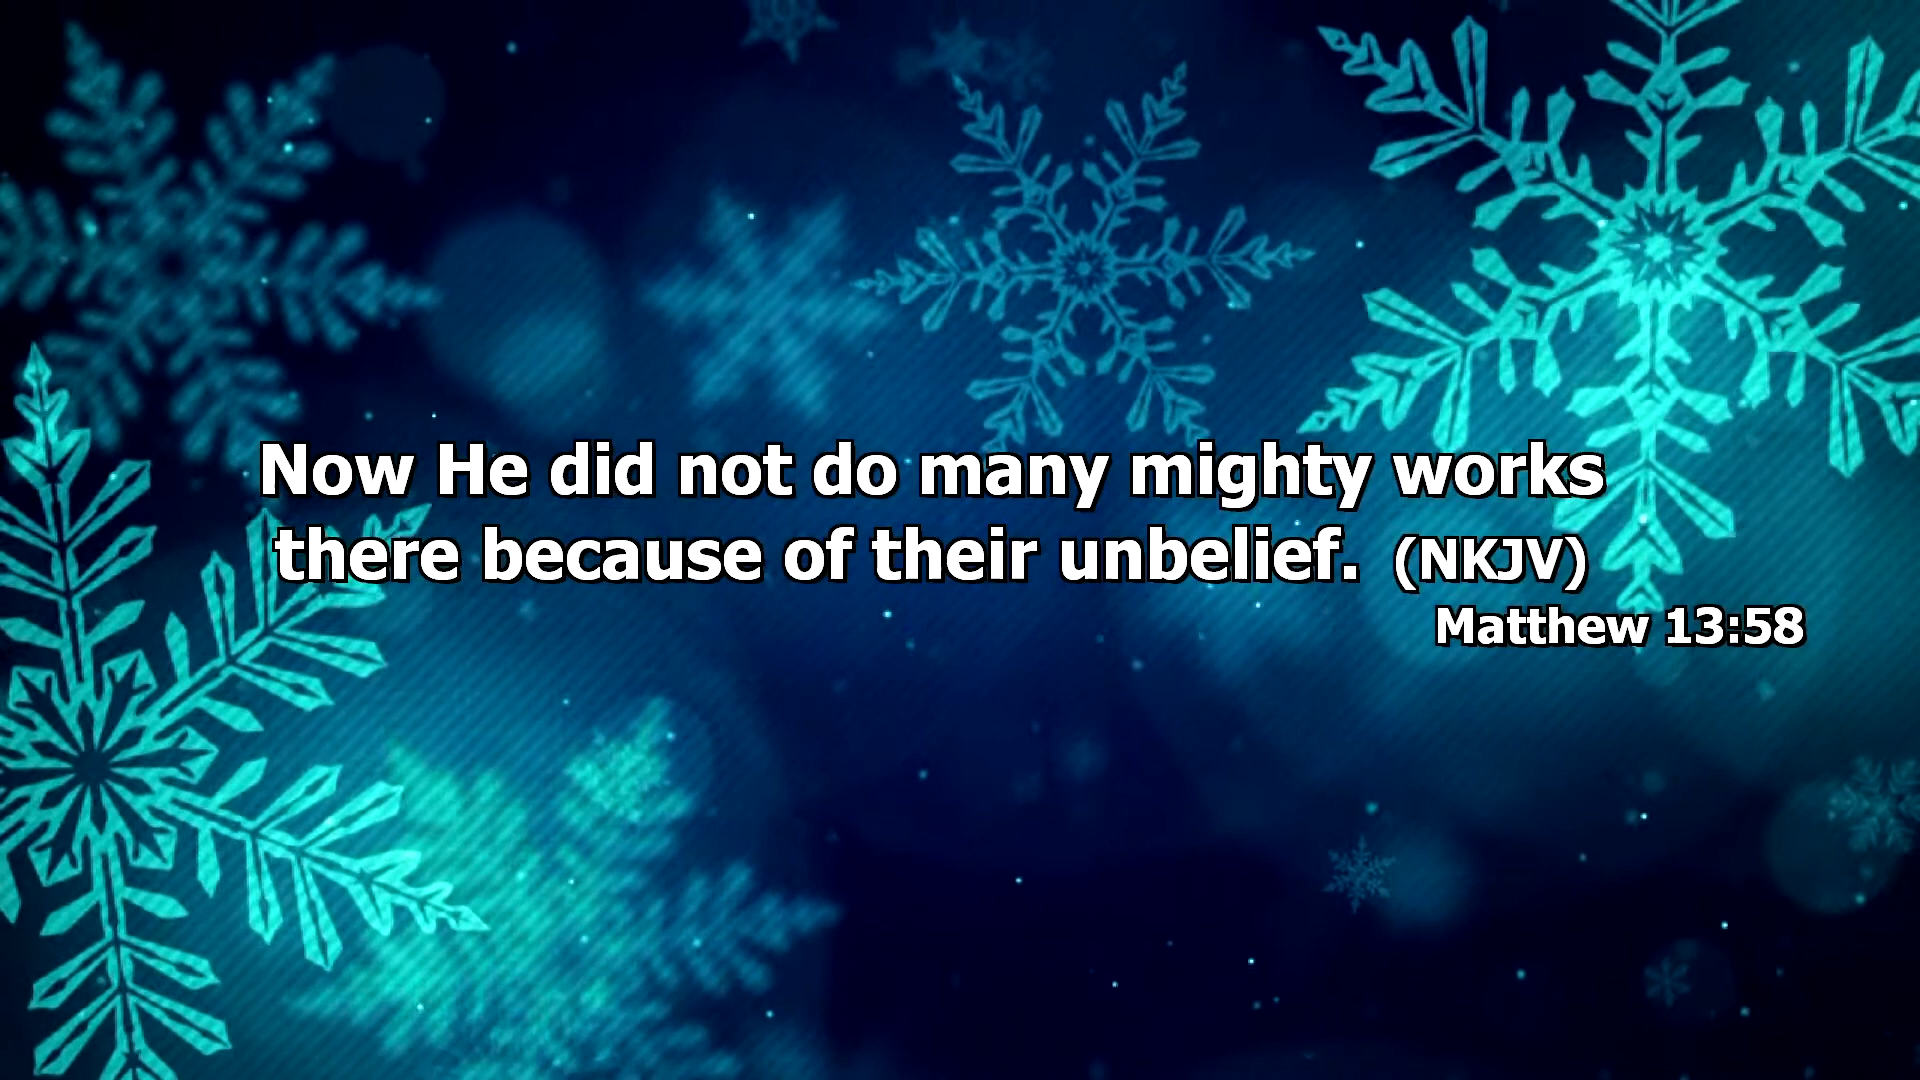 Now He did not do many mighty works
there because of their unbelief. (NKJV)
Matthew 13:58